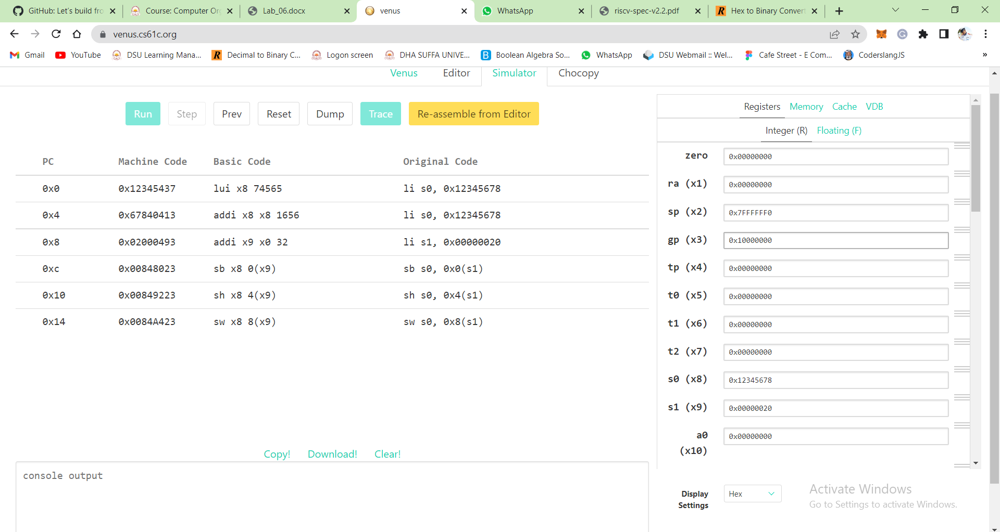 GitHub: Let's build fro
Course: Computer Or
Lab_06.docx
venus
WhatsApp
riscv-spec-v2.2.pdf
Hex to Binary Convert
venus.cs61c.org
Gmail
YouTube
DSU Learning Mana...
Decimal to Binary C...
Logon screen
DHA SUFFA UNIVE...
Boolean Algebra So...
WhatsApp
DSU Webmail :: Wel...
Cafe Street - E Com...
CoderslangJS
»
Venus Editor Simulator Chocopy
Run Step Prev Reset Dump Trace Re-assemble from Editor
PC Machine Code Basic Code Original Code
0x0 0x12345437 lui x8 74565 li s0, 0x12345678
0x4 0x67840413 addi x8 x8 1656 li s0, 0x12345678
0x8 0x02000493 addi x9 x0 32 li s1, 0x00000020
0xc 0x00848023 sb x8 0(x9) sb s0, 0x0(s1)
0x10 0x00849223 sh x8 4(x9) sh s0, 0x4(s1)
0x14 0x0084A423 sw x8 8(x9) sw s0, 0x8(s1)
Copy! Download! Clear!
console output
Registers Memory Cache VDB
Integer (R) Floating (F)
zero 0x00000000
ra (x1) 0x00000000
sp (x2) 0x7FFFFFF0
gp (x3) 0x10000000
tp (x4) 0x00000000
t0 (x5) 0x00000000
t1 (x6) 0x00000000
t2 (x7) 0x00000000
s0 (x8) 0x12345678
s1 (x9) 0x00000020
a0 0x00000000
(x10)
Display Hex
Settings
Activate Windows
Go to Settings to activate Windows.